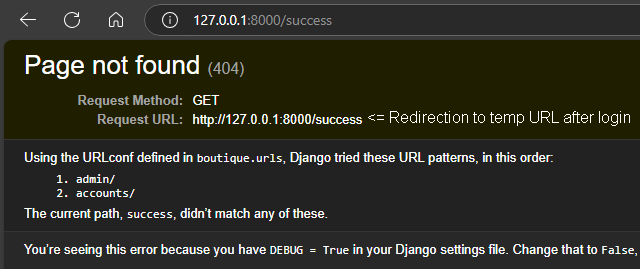 127.0.0.1:8000/success
Page not found (404)
Request Method: GET
Request URL: http://127.0.0.1:8000/success <= Redirection to temp URL after login
Using the URLconf defined in boutique.urls, Django tried these URL patterns, in this order:
1. admin/
2. accounts/
The current path, success, didn’t match any of these.
You’re seeing this error because you have DEBUG = True in your Django settings file. Change that to False,